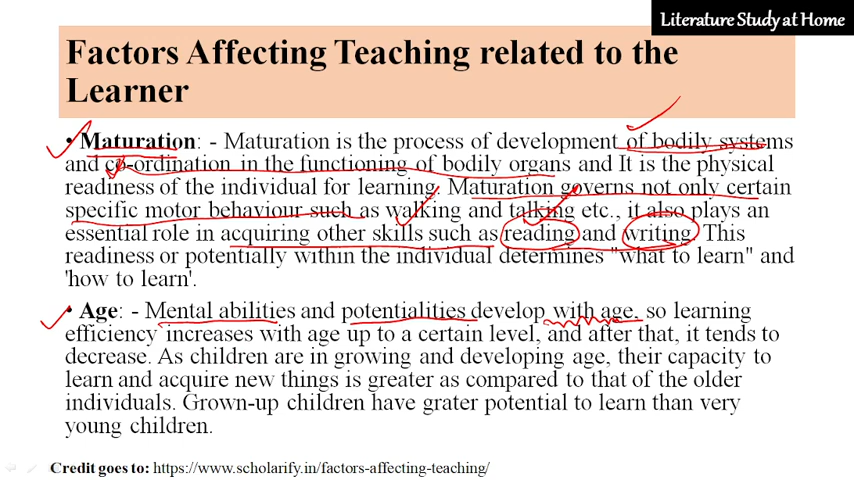 Literature Study at Home
Factors Affecting Teaching related to the
Learner
• Maturation: - Maturation is the process of development of bodily systems
and co-ordination in the functioning of bodily organs and It is the physical
readiness of the individual for learning. Maturation governs not only certain
specific motor behaviour such as walking and talking etc., it also plays an
essential role in acquiring other skills such as reading and writing. This
readiness or potentially within the individual determines "what to learn" and
'how to learn'.
• Age: - Mental abilities and potentialities develop with age, so learning
efficiency increases with age up to a certain level, and after that, it tends to
decrease. As children are in growing and developing age, their capacity to
learn and acquire new things is greater as compared to that of the older
individuals. Grown-up children have grater potential to learn than very
young children.
Credit goes to: https://www.scholarify.in/factors-affecting-teaching/